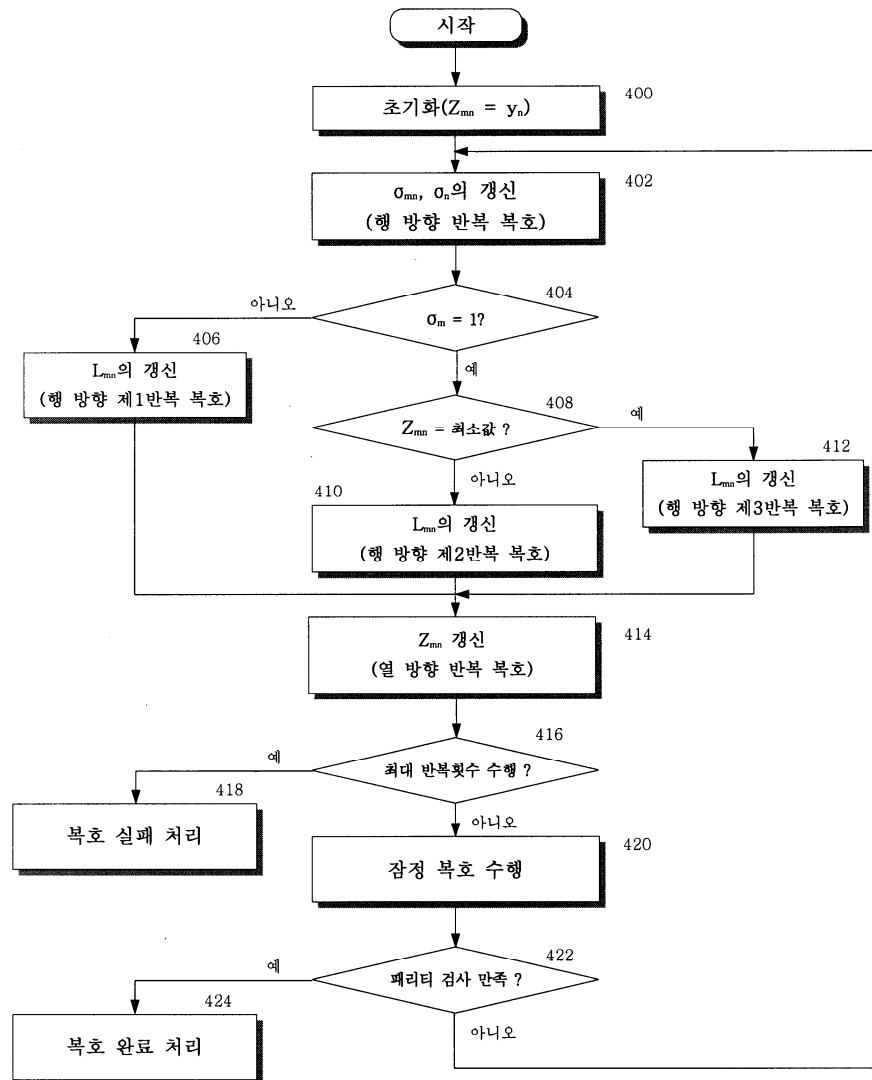 시작
초기화(Zmn = yn)
400
σmn, σn의 갱신
(행 방향 반복 복호)
402
404
아니오
σm = 1?
406
Lmn의 갱신
(행 방향 제1반복 복호)
예
408
Zmn = 최소값 ?
예
412
Lmn의 갱신
(행 방향 제3반복 복호)
아니오
410
Lmn의 갱신
(행 방향 제2반복 복호)
Zmn 갱신
(열 방향 반복 복호)
414
416
예
최대 반복횟수 수행 ?
418
복호 실패 처리
아니오
잠정 복호 수행
420
422
예
패리티 검사 만족 ?
424
복호 완료 처리
아니오